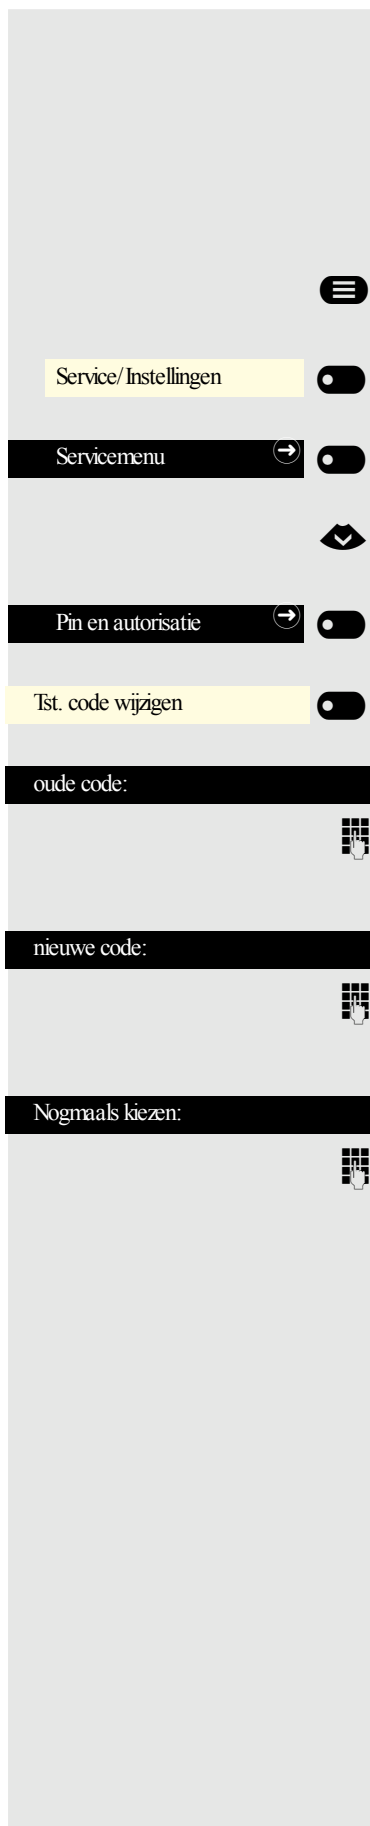 Service/Instellingen
Servicemenu
Pin en autorisatie
Tst. code wijzigen
oude code:
nieuwe code:
Nogmaals kiezen: